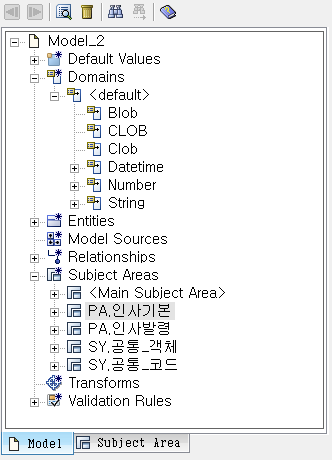 Model_2
Default Values
Domains
<default>
Blob
CLOB
Clob
Datetime
Number
String
Entities
Model Sources
Relationships
Subject Areas
<Main Subject Area>
PA.인사기본
PA.인사발령
SY.공통_객체
SY.공통_코드
Transforms
Validation Rules
Model Subject Area